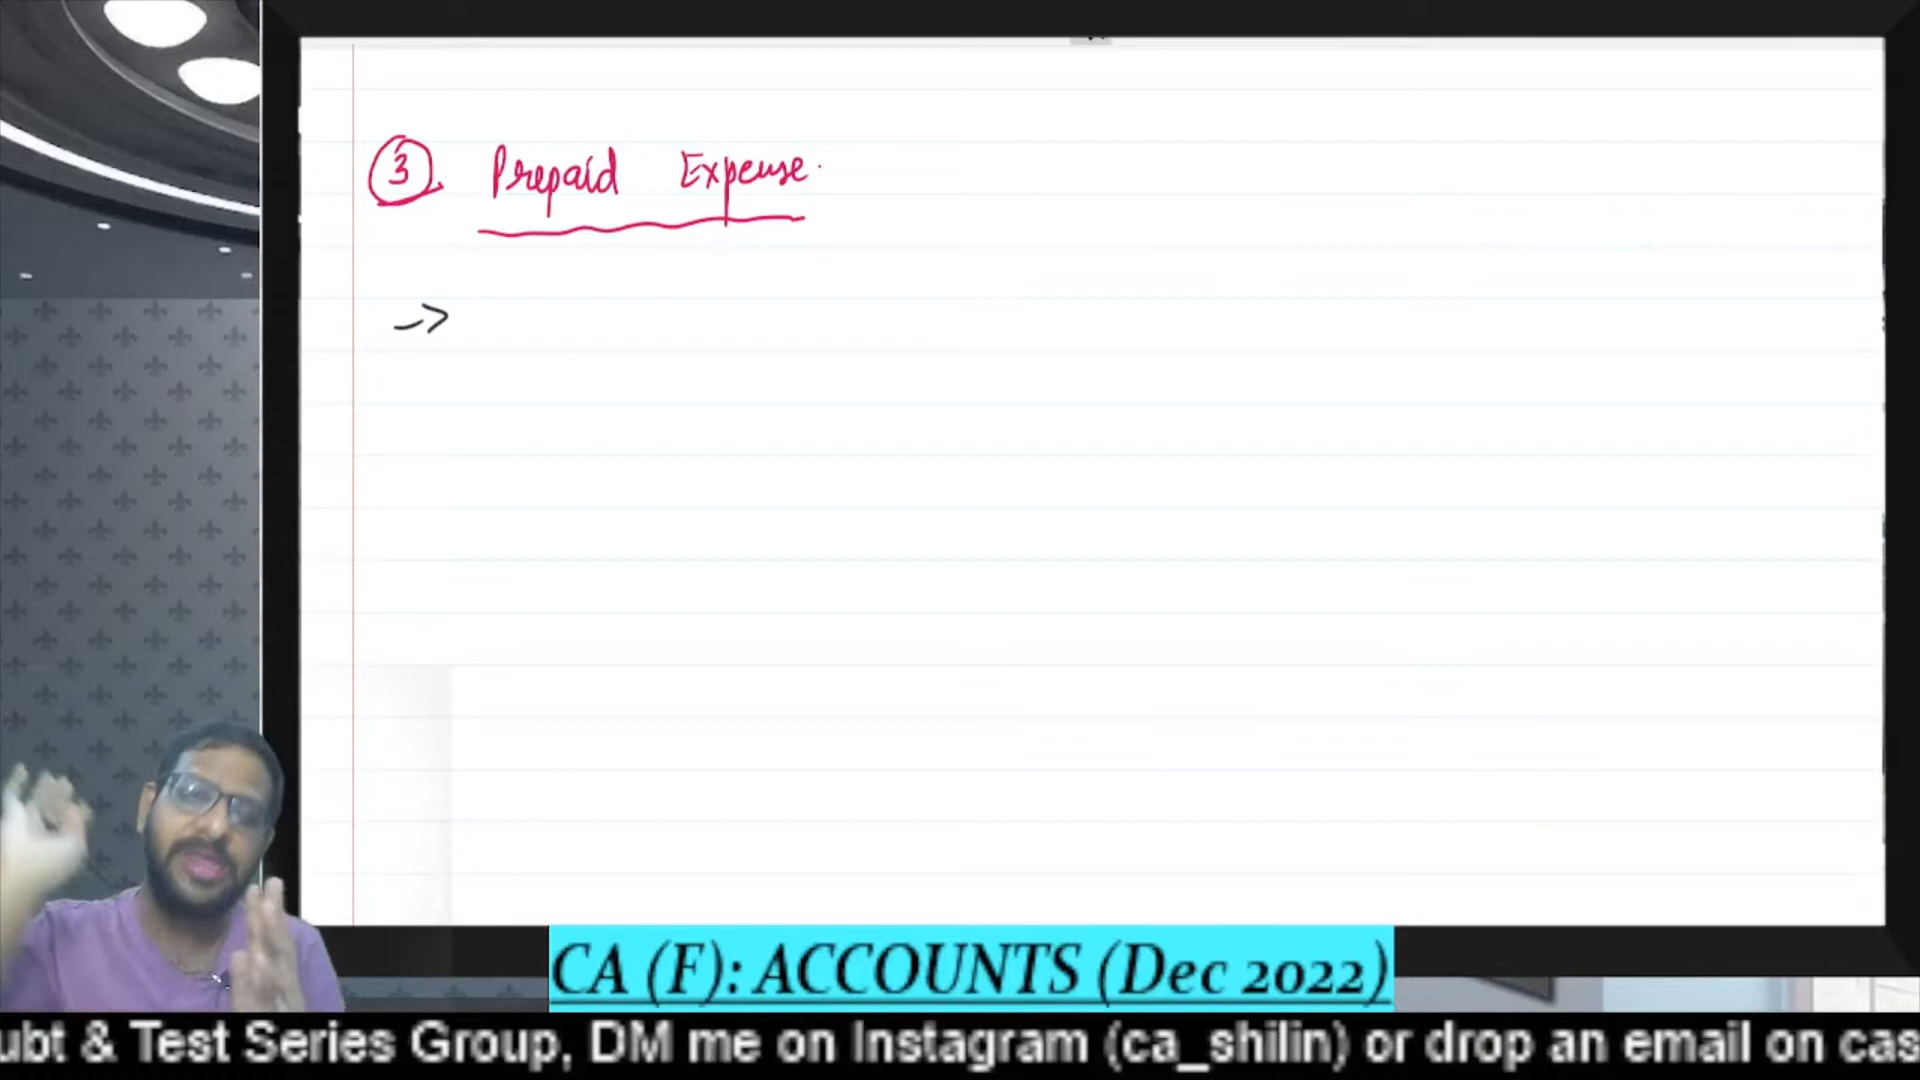 3. Prepaid Expense.
->
CA (F): ACCOUNTS (Dec 2022)
ubt & Test Series Group, DM me on Instagram (ca_shilin) or drop an email on cas